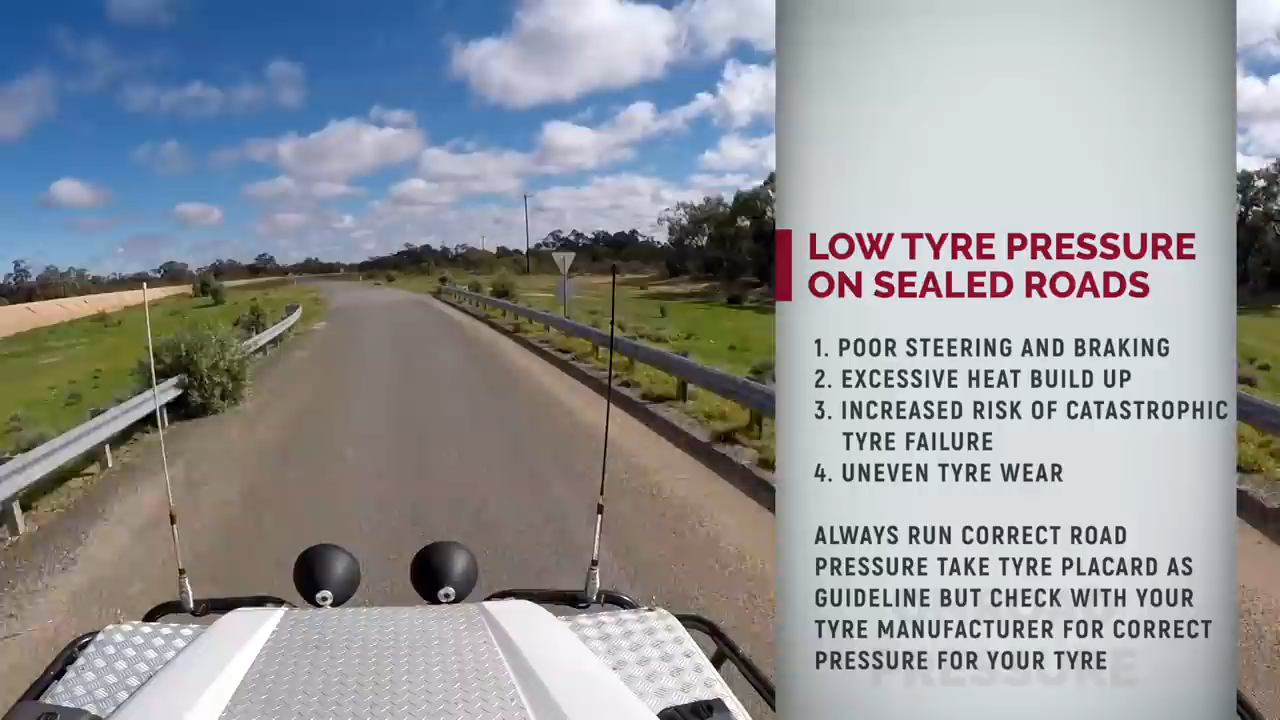 LOW TYRE PRESSURE
ON SEALED ROADS
1. POOR STEERING AND BRAKING
2. EXCESSIVE HEAT BUILD UP
3. INCREASED RISK OF CATASTROPHIC
TYRE FAILURE
4. UNEVEN TYRE WEAR
ALWAYS RUN CORRECT ROAD
PRESSURE TAKE TYRE PLACARD AS
GUIDELINE BUT CHECK WITH YOUR
TYRE MANUFACTURER FOR CORRECT
PRESSURE FOR YOUR TYRE
PRESSURE